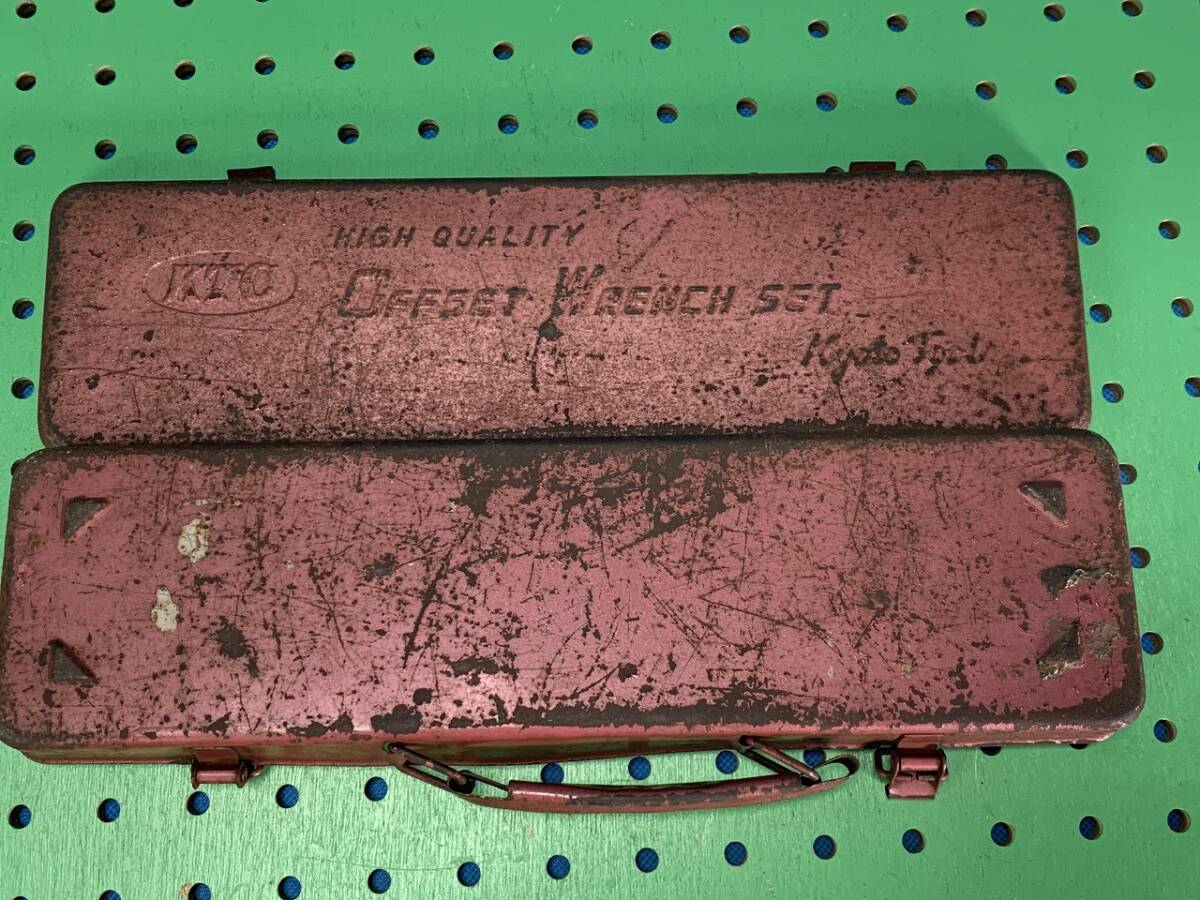 HIGH QUALITY
KTC
OFFSET WRENCH SET
Kyoto Tool